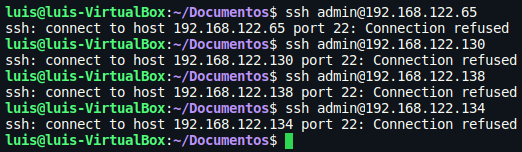 luis@luis-VirtualBox:~/Documentos$ ssh admin@192.168.122.65
ssh: connect to host 192.168.122.65 port 22: Connection refused
luis@luis-VirtualBox:~/Documentos$ ssh admin@192.168.122.130
ssh: connect to host 192.168.122.130 port 22: Connection refused
luis@luis-VirtualBox:~/Documentos$ ssh admin@192.168.122.138
ssh: connect to host 192.168.122.138 port 22: Connection refused
luis@luis-VirtualBox:~/Documentos$ ssh admin@192.168.122.134
ssh: connect to host 192.168.122.134 port 22: Connection refused
luis@luis-VirtualBox:~/Documentos$